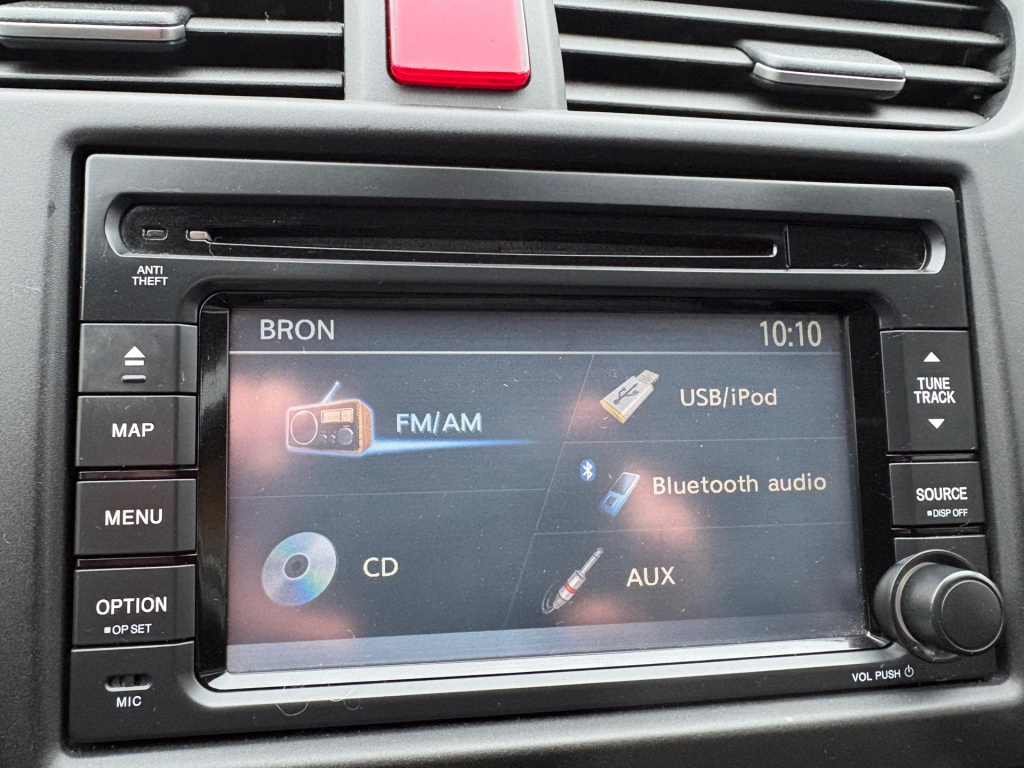 ANTI
THEFT
BRON 10:10
FM/AM
USB/iPod
Bluetooth audio
CD
AUX
MAP
MENU
OPTION
■OP SET
MIC
TUNE
TRACK
SOURCE
■DISP OFF
VOL PUSH